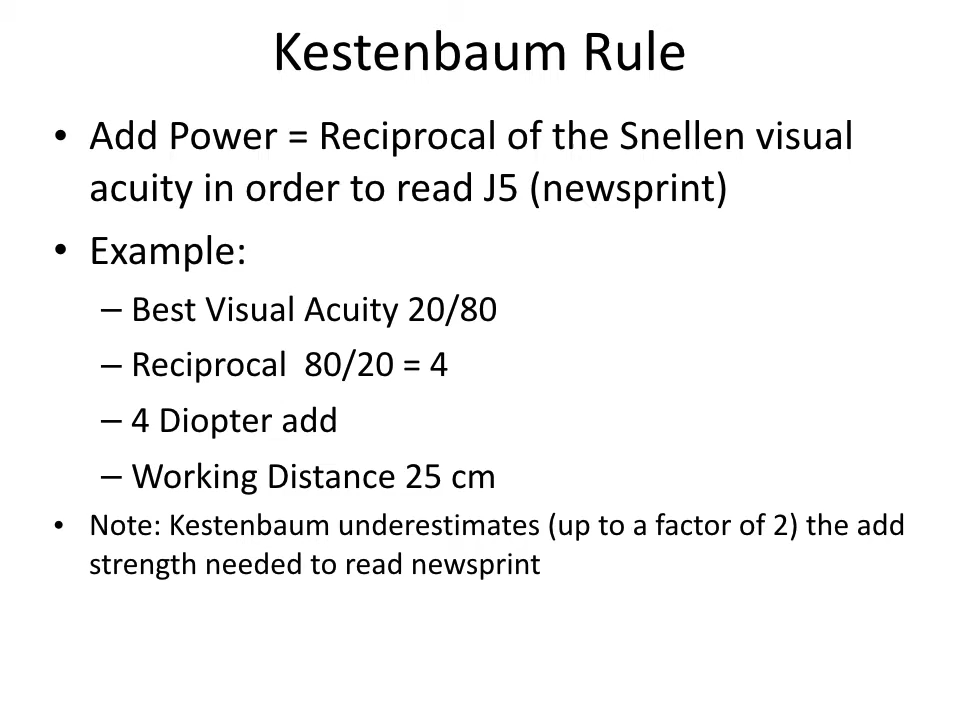 Kestenbaum Rule
• Add Power = Reciprocal of the Snellen visual
acuity in order to read J5 (newsprint)
• Example:
– Best Visual Acuity 20/80
– Reciprocal  80/20 = 4
– 4 Diopter add
– Working Distance 25 cm
• Note: Kestenbaum underestimates (up to a factor of 2) the add
strength needed to read newsprint